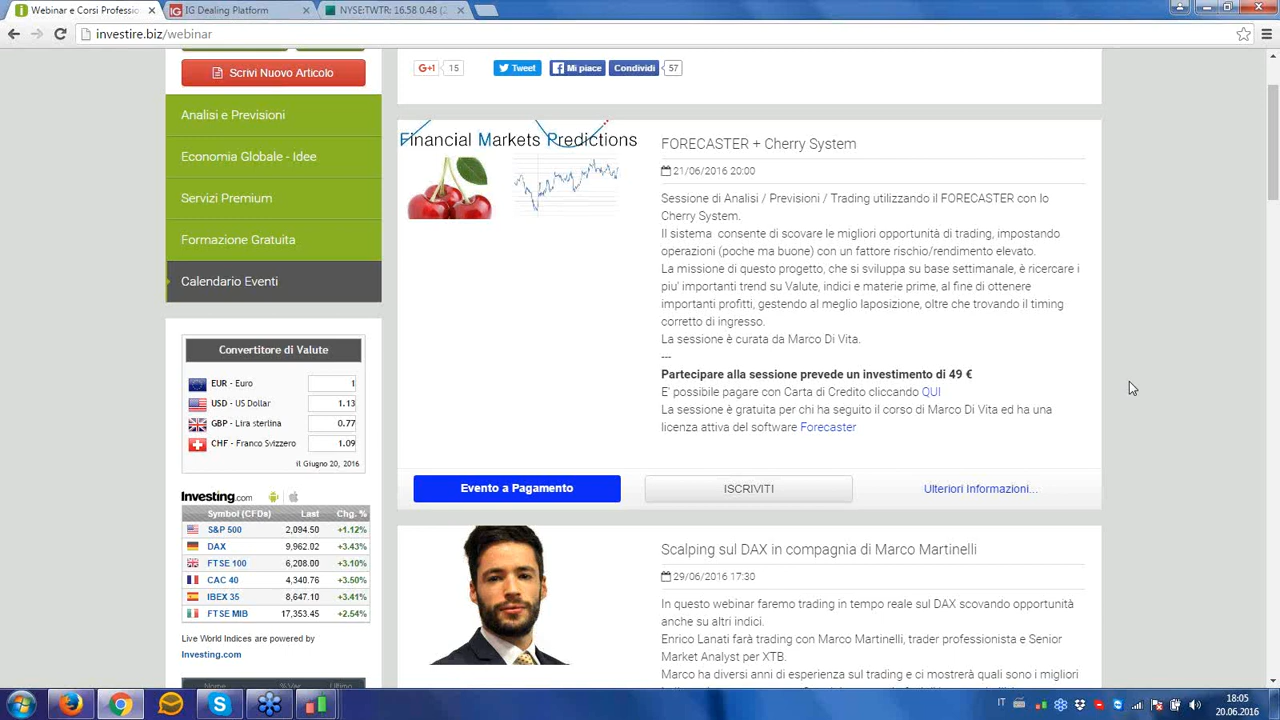 Webinar e Corsi Professio
IG Dealing Platform
NYSE:TWTR: 16.58 0.48 (2
investire.biz/webinar
Scrivi Nuovo Articolo
Analisi e Previsioni
Economia Globale - Idee
Servizi Premium
Formazione Gratuita
Calendario Eventi
Convertitore di Valute
EUR - Euro 1
USD - US Dollar 1.13
GBP - Lira sterlina 0.77
CHF - Franco Svizzero 1.09
il Giugno 20, 2016
Investing.com
Symbol (CFDs) Last Chg. %
S&P 500 2,094.50 +1.12%
DAX 9,962.02 +3.43%
FTSE 100 6,208.00 +3.10%
CAC 40 4,340.76 +3.50%
IBEX 35 8,647.10 +3.41%
FTSE MIB 17,353.45 +2.54%
Live World Indices are powered by
Investing.com
Nome %Var. Ultimo
G+1 15 Tweet Mi piace Condividi 57
Financial Markets Predictions
FORECASTER + Cherry System
21/06/2016 20:00
Sessione di Analisi / Previsioni / Trading utilizzando il FORECASTER con lo
Cherry System.
Il sistema consente di scovare le migliori opportunità di trading, impostando
operazioni (poche ma buone) con un fattore rischio/rendimento elevato.
La missione di questo progetto, che si sviluppa su base settimanale, è ricercare i
piu' importanti trend su Valute, indici e materie prime, al fine di ottenere
importanti profitti, gestendo al meglio laposizione, oltre che trovando il timing
corretto di ingresso.
La sessione è curata da Marco Di Vita.
---
Partecipare alla sessione prevede un investimento di 49 €
E' possibile pagare con Carta di Credito cliccando QUI
La sessione è gratuita per chi ha seguito il corso di Marco Di Vita ed ha una
licenza attiva del software Forecaster
Evento a Pagamento
ISCRIVITI
Ulteriori Informazioni...
Scalping sul DAX in compagnia di Marco Martinelli
29/06/2016 17:30
In questo webinar faremo trading in tempo reale sul DAX scovando opportunità
anche su altri indici.
Enrico Lanati farà trading con Marco Martinelli, trader professionista e Senior
Market Analyst per XTB.
Marco ha diversi anni di esperienza sul trading e con mostrerà quali sono i migliori
IT
18:05
20.06.2016